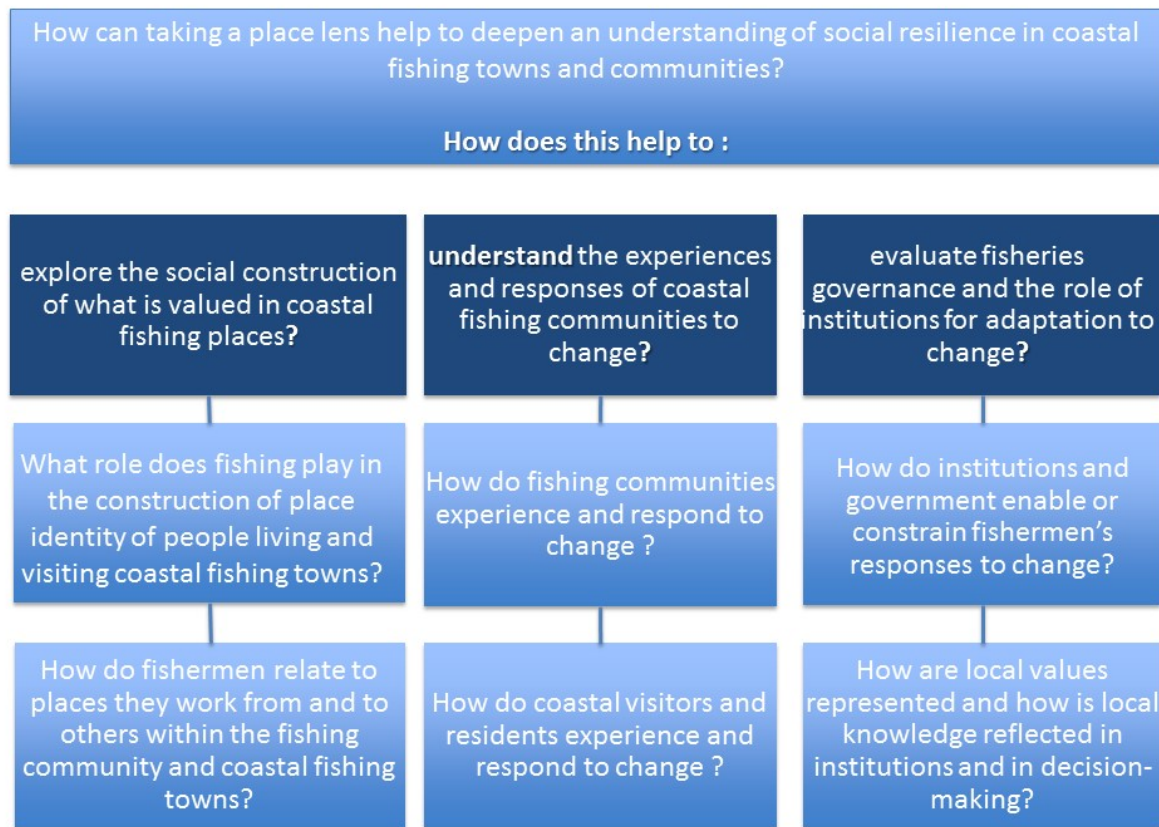 How can taking a place lens help to deepen an understanding of social resilience in coastal
fishing towns and communities?
How does this help to :
explore the social construction
of what is valued in coastal
fishing places?
understand the experiences
and responses of coastal
fishing communities to
change?
evaluate fisheries
governance and the role of
institutions for adaptation to
change?
What role does fishing play in
the construction of place
identity of people living and
visiting coastal fishing towns?
How do fishing communities
experience and respond to
change ?
How do institutions and
government enable or
constrain fishermen’s
responses to change?
How do fishermen relate to
places they work from and to
others within the fishing
community and coastal fishing
towns?
How do coastal visitors and
residents experience and
respond to change ?
How are local values
represented and how is local
knowledge reflected in
institutions and in decision-
making?